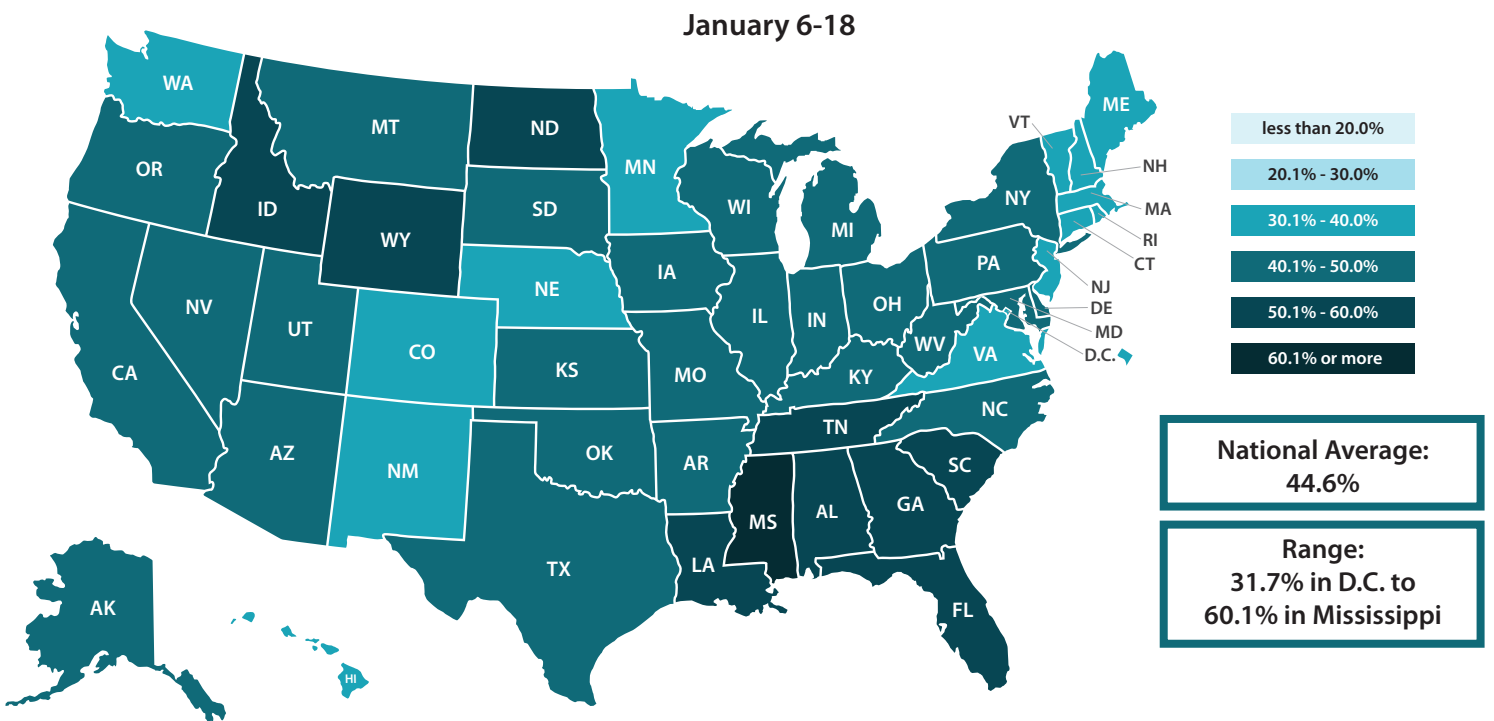 January 6-18
WA
MT
ND
MN
OR
ID
SD
WI
WY
MI
NY
VT
ME
NH
MA
RI
CT
NJ
DE
MD
D.C.
NE
IA
PA
NV
UT
CO
IL
IN
OH
WV
VA
CA
KS
MO
KY
NC
AZ
NM
OK
AR
TN
SC
MS
AL
GA
LA
TX
FL
AK
HI
less than 20.0%
20.1% - 30.0%
30.1% - 40.0%
40.1% - 50.0%
50.1% - 60.0%
60.1% or more
National Average:
44.6%
Range:
31.7% in D.C. to
60.1% in Mississippi